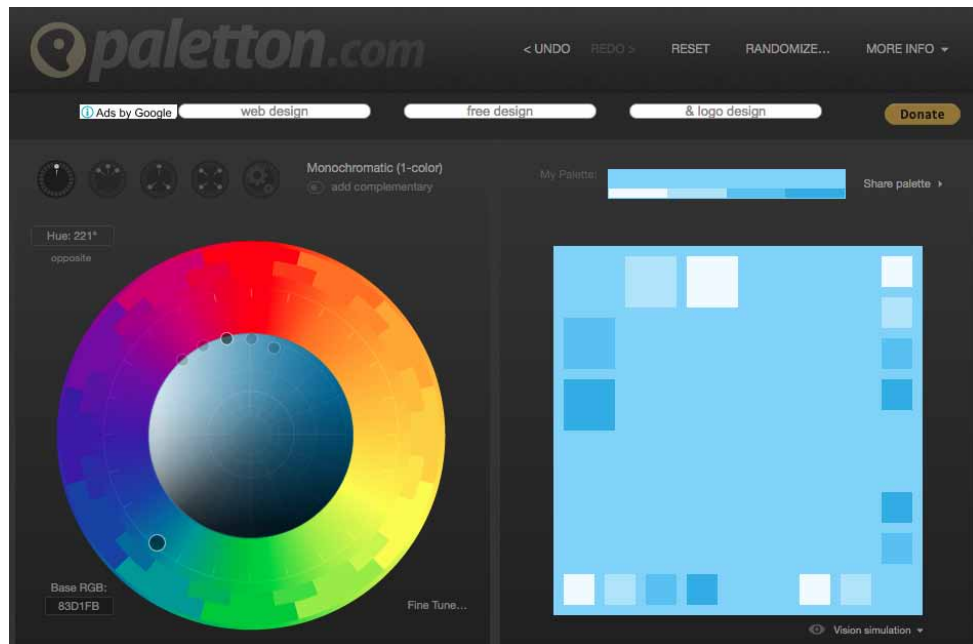 paletton.com
< UNDO REDO > RESET RANDOMIZE... MORE INFO
Ads by Google web design free design & logo design Donate
Monochromatic (1-color)
add complementary
My Palette: Share palette
Hue: 221°
opposite
Base RGB:
83D1FB
Fine Tune...
Vision simulation